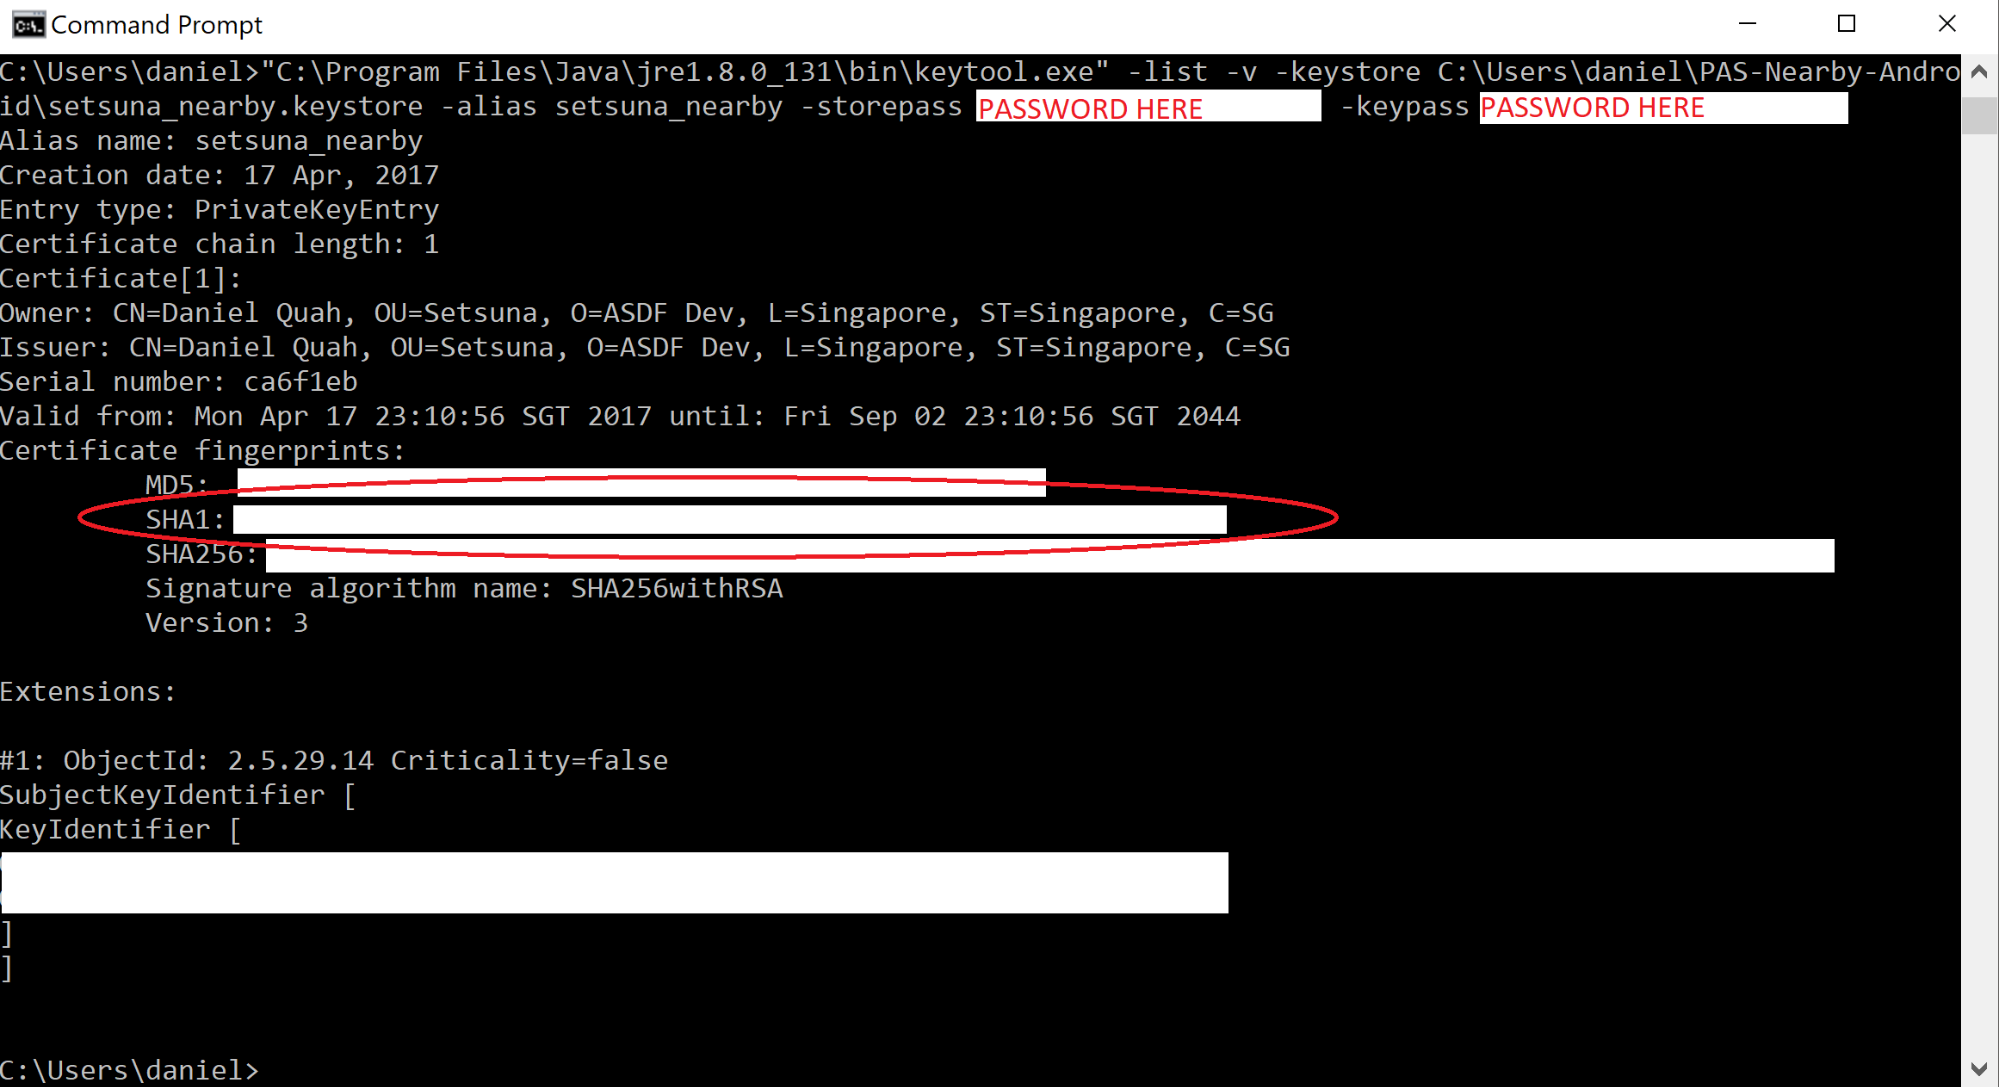 Command Prompt
C:\Users\daniel>"C:\Program Files\Java\jre1.8.0_131\bin\keytool.exe" -list -v -keystore C:\Users\daniel\PAS-Nearby-Andro
id\setsuna_nearby.keystore -alias setsuna_nearby -storepass PASSWORD HERE -keypass PASSWORD HERE
Alias name: setsuna_nearby
Creation date: 17 Apr, 2017
Entry type: PrivateKeyEntry
Certificate chain length: 1
Certificate[1]:
Owner: CN=Daniel Quah, OU=Setsuna, O=ASDF Dev, L=Singapore, ST=Singapore, C=SG
Issuer: CN=Daniel Quah, OU=Setsuna, O=ASDF Dev, L=Singapore, ST=Singapore, C=SG
Serial number: ca6f1eb
Valid from: Mon Apr 17 23:10:56 SGT 2017 until: Fri Sep 02 23:10:56 SGT 2044
Certificate fingerprints:
MD5:
SHA1:
SHA256:
Signature algorithm name: SHA256withRSA
Version: 3
Extensions:
#1: ObjectId: 2.5.29.14 Criticality=false
SubjectKeyIdentifier [
KeyIdentifier [
]
]
C:\Users\daniel>